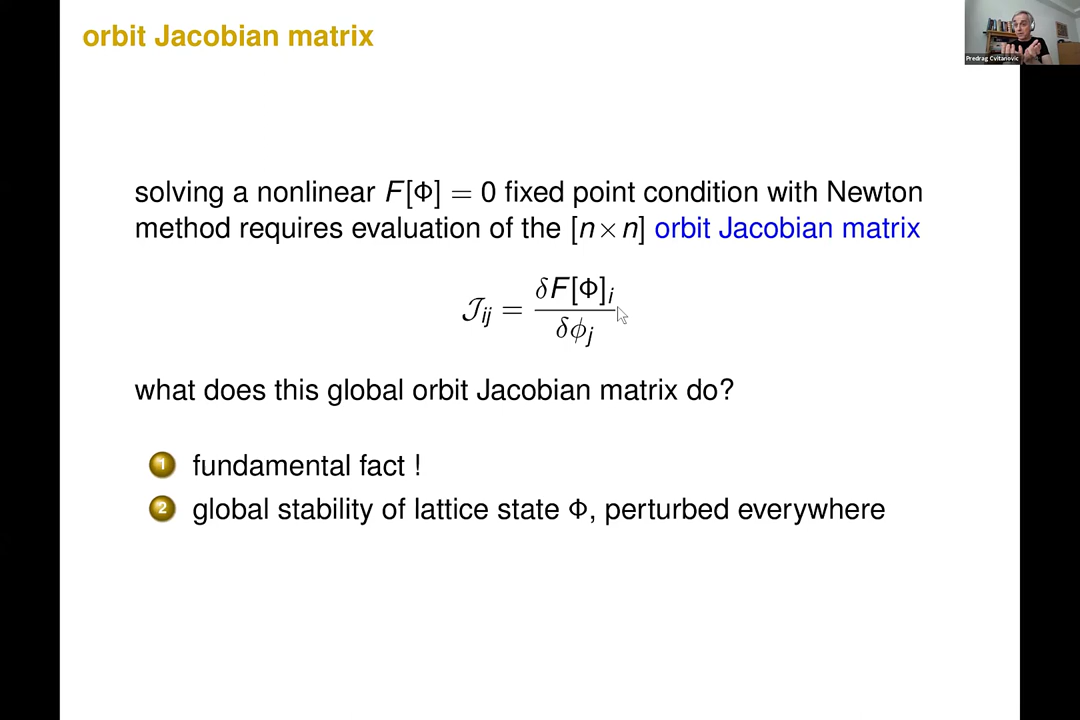 orbit Jacobian matrix
Predrag Cvitanovic
solving a nonlinear F[Φ] = 0 fixed point condition with Newton
method requires evaluation of the [n×n] orbit Jacobian matrix
𝒥ij = δF[Φ]i / δϕj
what does this global orbit Jacobian matrix do?
1 fundamental fact !
2 global stability of lattice state Φ, perturbed everywhere